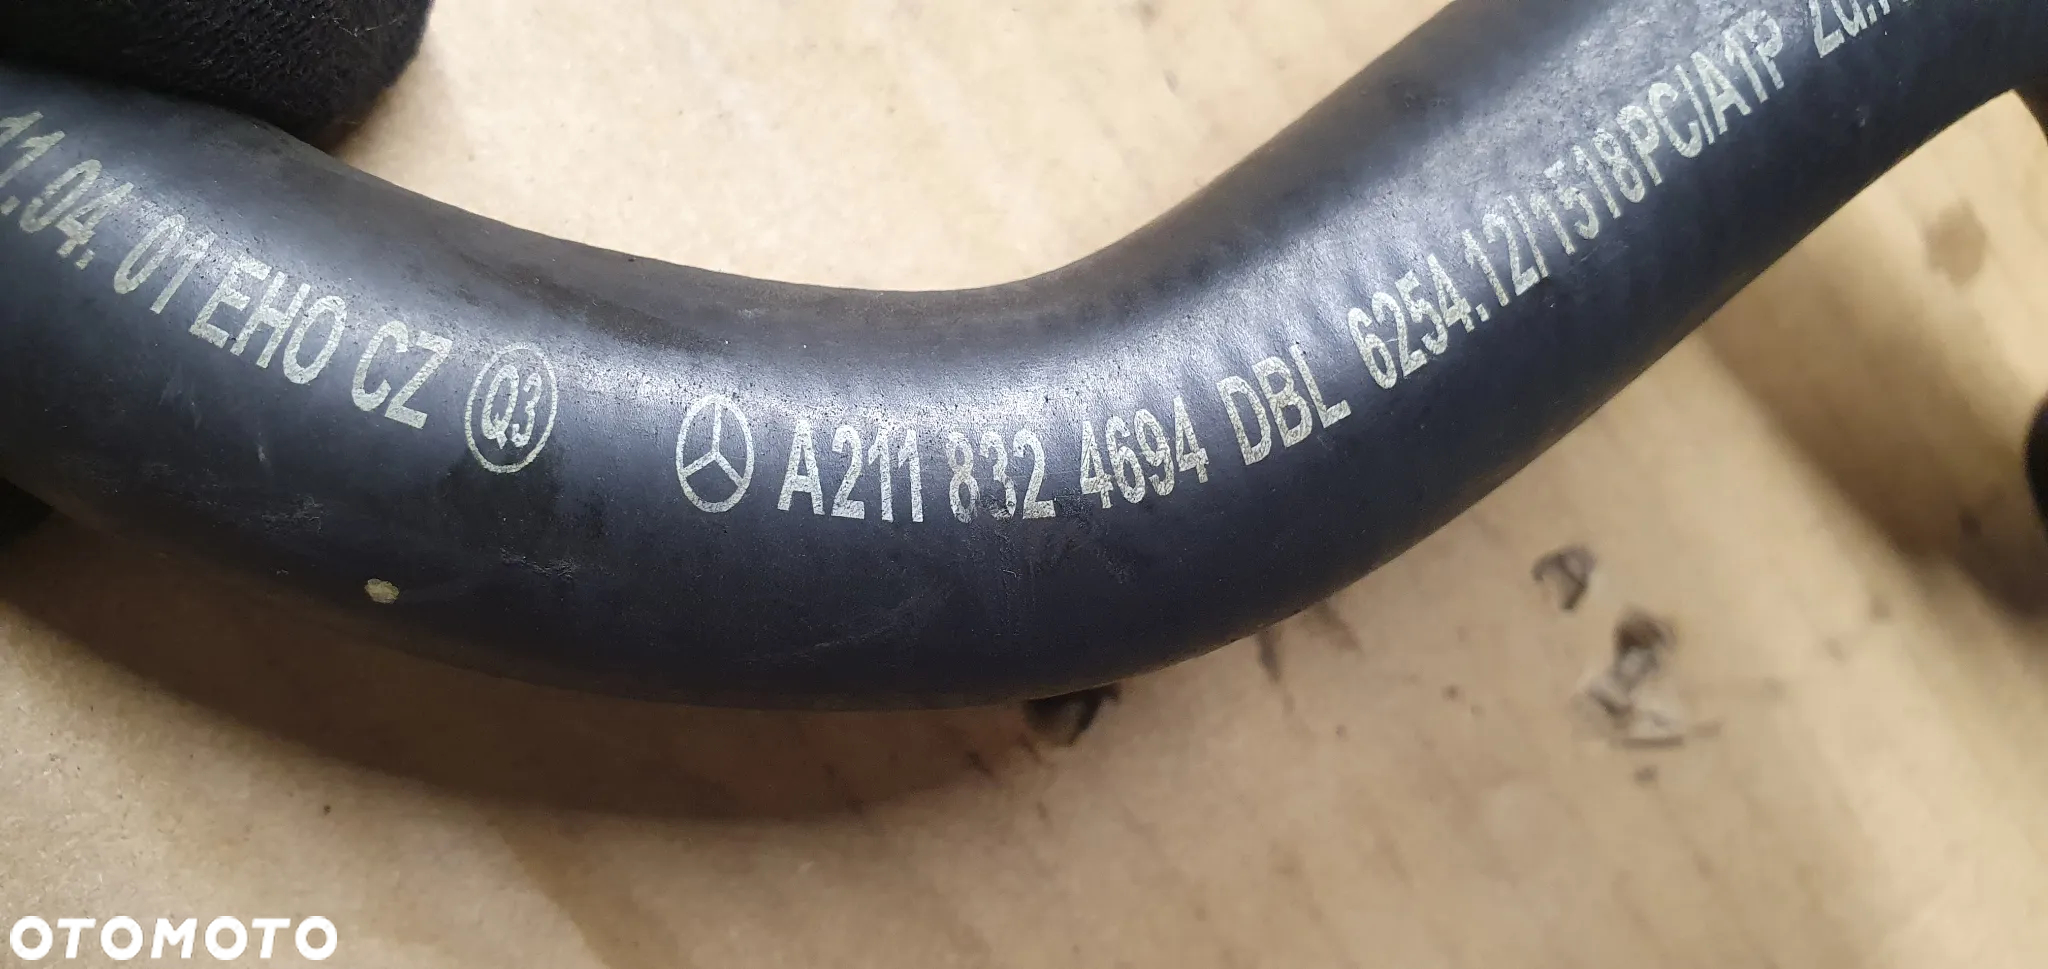 11.04. 01 EHO CZ Q3 A211 832 4694 DBL 6254.12/1518PC/A1P
OTOMOTO